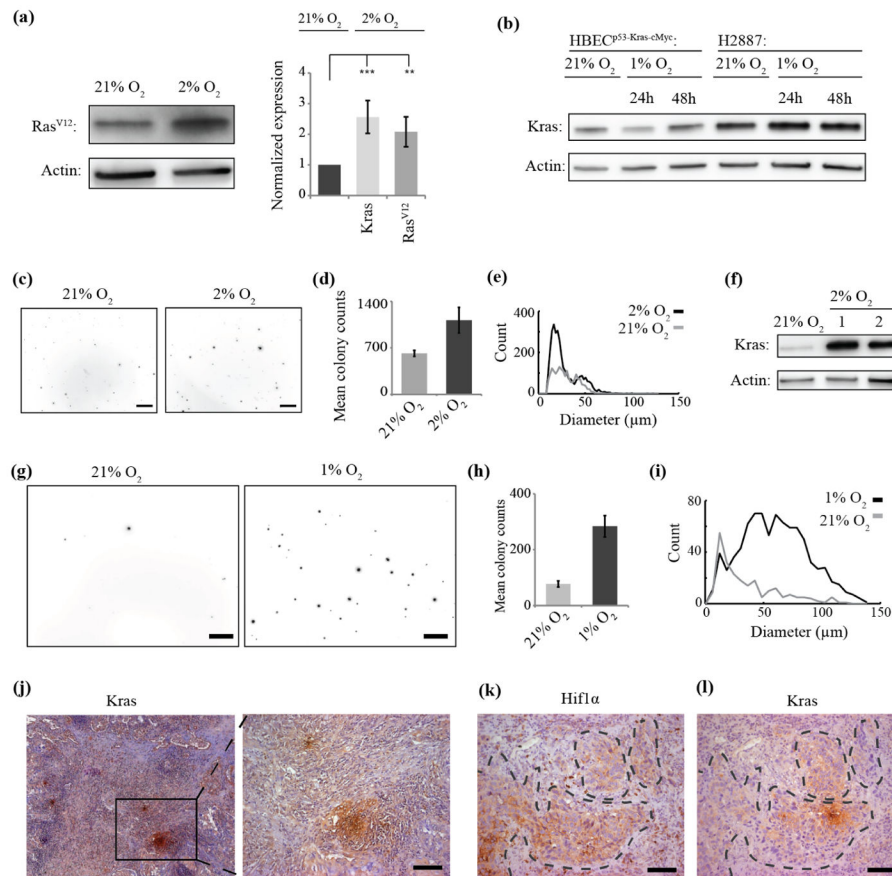 (a)
21% O2 2% O2
21% O2 2% O2
RasV12:
Actin:
Normalized expression
*** **
4
3
2
1
0
Kras
RasV12
(b)
HBECp53-Kras-cMyc: H2887:
21% O2 1% O2 21% O2 1% O2
24h 48h 24h 48h
Kras:
Actin:
(c)
21% O2 2% O2
(d)
Mean colony counts
1400
700
0
21% O2
2% O2
(e)
Count
400
300
200
100
0
2% O2
21% O2
0 50 100 150
Diameter (µm)
(f)
2% O2
21% O2 1 2
Kras:
Actin:
(g)
21% O2 1% O2
(h)
Mean colony counts
400
200
0
21% O2
1% O2
(i)
Count
80
40
0
1% O2
21% O2
0 50 100 150
Diameter (µm)
(j)
Kras
(k)
Hif1α
(l)
Kras